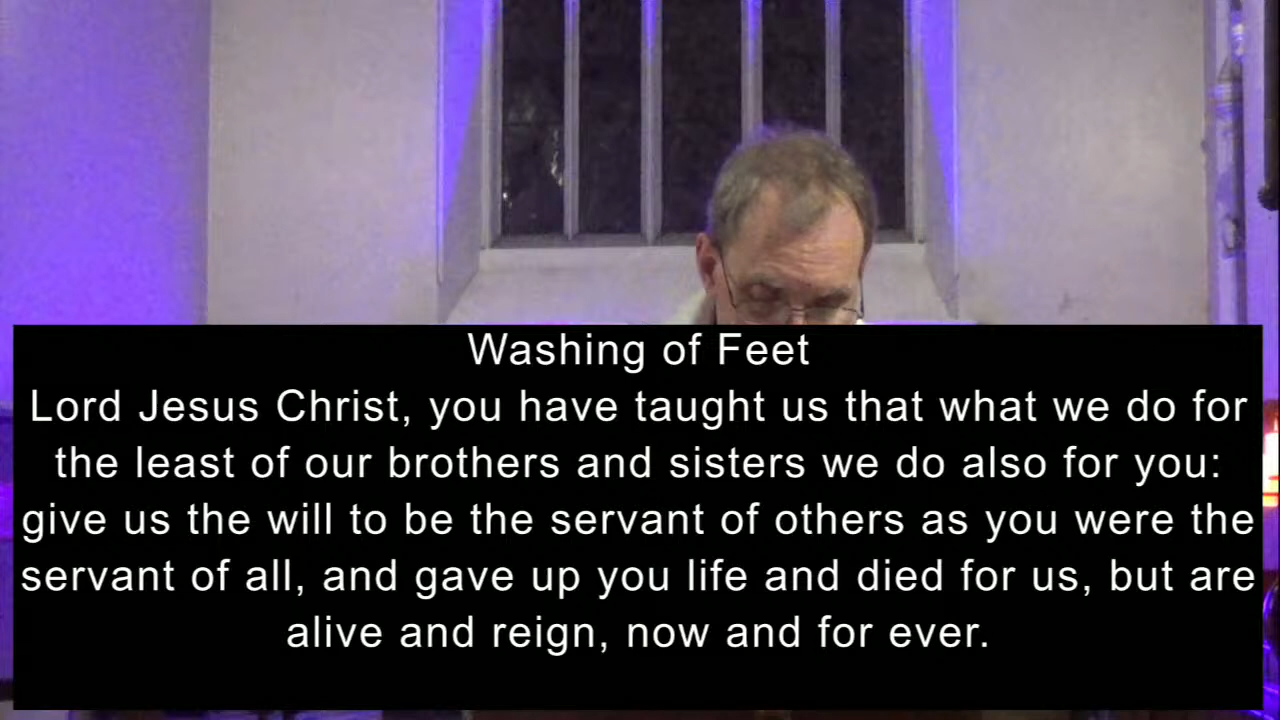 Washing of Feet
Lord Jesus Christ, you have taught us that what we do for
the least of our brothers and sisters we do also for you:
give us the will to be the servant of others as you were the
servant of all, and gave up you life and died for us, but are
alive and reign, now and for ever.